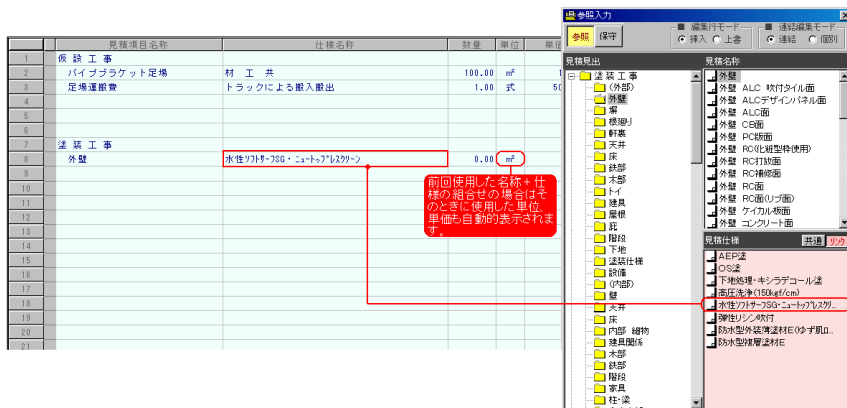 見積項目名称 仕様名称 数量 単位 単価
1 仮設工事
2 パイプブラケット足場 材 工 共 100.00 m² 1
3 足場運搬費 トラックによる搬入搬出 1.00 式 50
4
5
6
7 塗装工事
8 外壁 水性ソフトサーフSG・ニュートップレスクリーン 0.00 m²
9
10
11
12
13
14
15
16
17
18
19
20
21
前回使用した名称+仕
様の組合せの場合はそ
のときに使用した単位、
単価も自動的表示されま
す。
参照入力
参照 保守
編集行モード
挿入 上書
連結編集モード
連結 個別
見積見出
塗装工事
(外部)
外壁
塀
根廻り
軒裏
天井
床
鉄部
木部
トイ
建具
屋根
庇
階段
下地
塗装仕様
設備
(内部)
壁
天井
床
内部 細物
建具関係
木部
鉄部
階段
家具
柱・梁
見積名称
外壁
外壁 ALC 吹付タイル面
外壁 ALCデザインパネル面
外壁 ALC面
外壁 CB面
外壁 PC版面
外壁 RC(化粧型枠使用)
外壁 RC打放面
外壁 RC補修面
外壁 RC面
外壁 RC面(リブ面)
外壁 ケイカル板面
外壁 コンクリート面
見積仕様 共通 リンク
AEP塗
OS塗
下地処理・キシラデコール塗
高圧洗浄(150kgf/cm)
水性ソフトサーフSG・ニュートップレスクリ...
弾性リシン吹付
防水型外装薄塗材E(ゆず肌ロ...
防水型複層塗材E